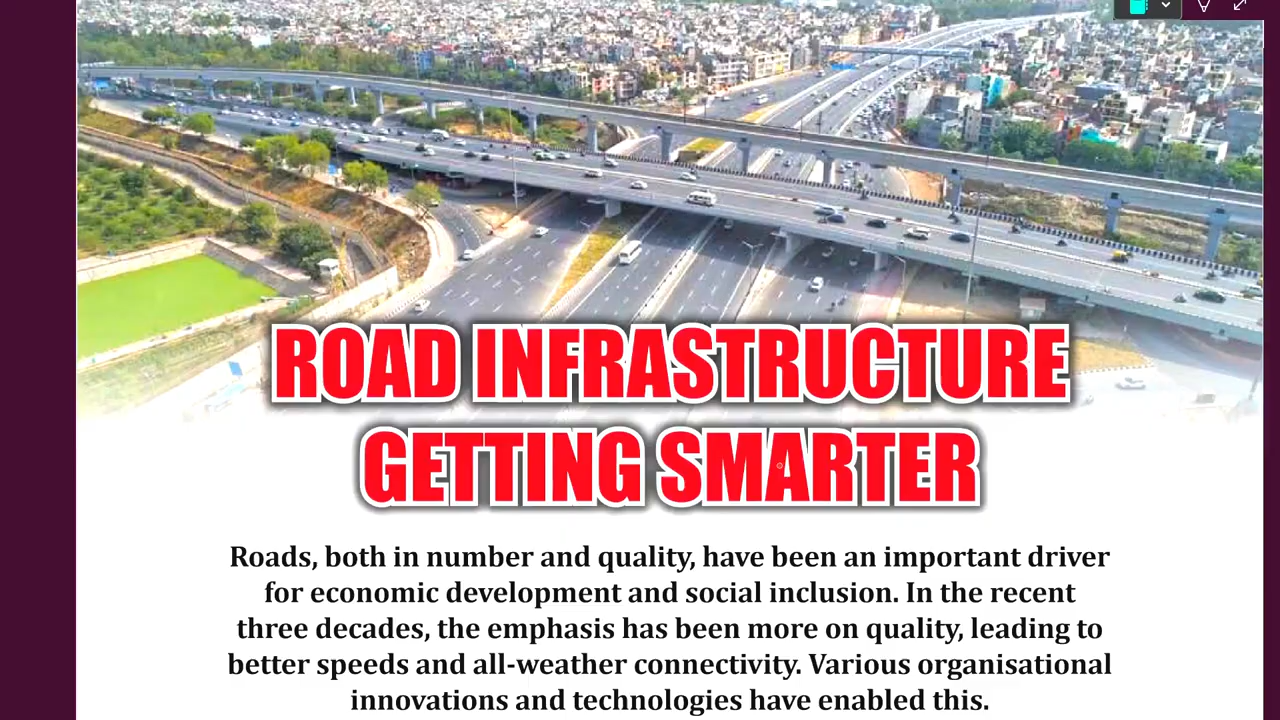 ROAD INFRASTRUCTURE
GETTING SMARTER
Roads, both in number and quality, have been an important driver
for economic development and social inclusion. In the recent
three decades, the emphasis has been more on quality, leading to
better speeds and all-weather connectivity. Various organisational
innovations and technologies have enabled this.